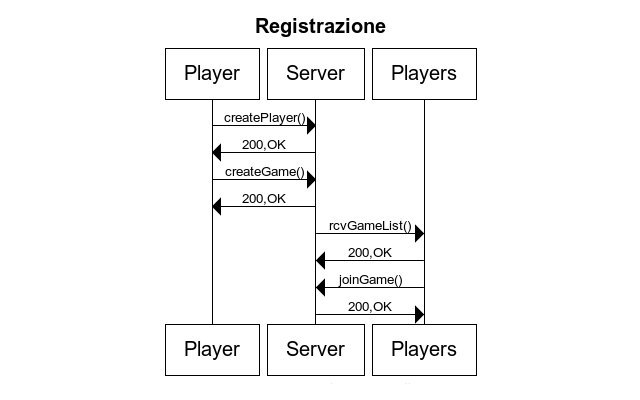 Registrazione
Player Server Players
createPlayer()
200,OK
createGame()
200,OK
rcvGameList()
200,OK
joinGame()
200,OK
Player Server Players